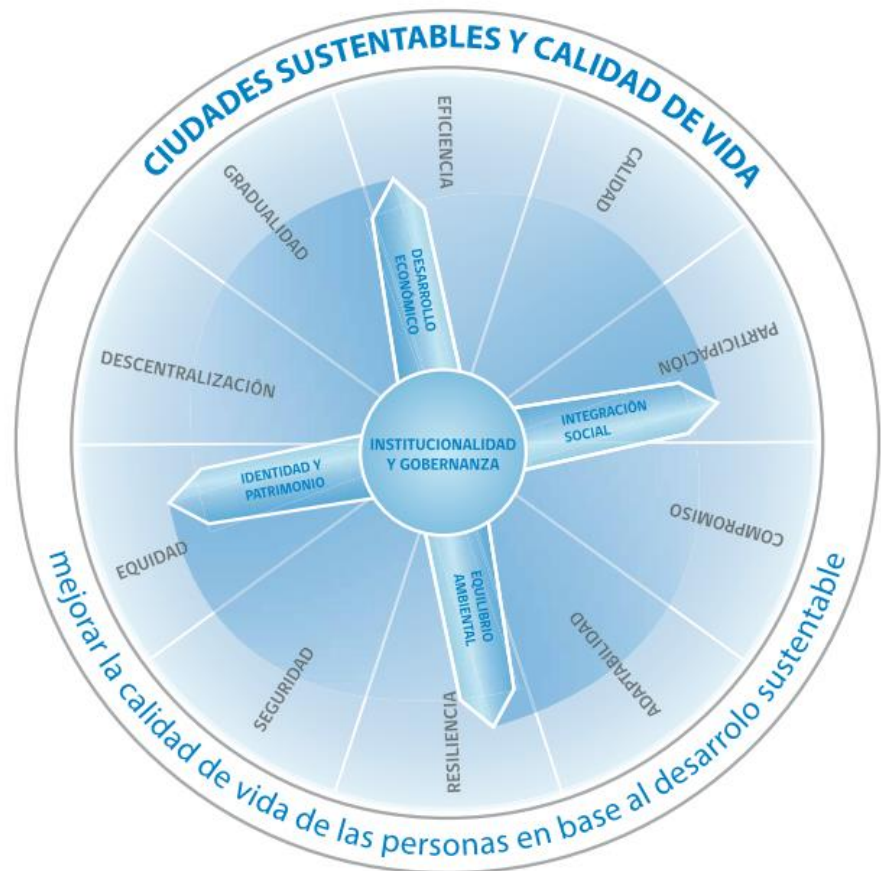 CIUDADES SUSTENTABLES Y CALIDAD DE VIDA
EFICIENCIA
CALIDAD
PARTICIPACIÓN
COMPROMISO
ADAPTABILIDAD
RESILIENCIA
SEGURIDAD
EQUIDAD
DESCENTRALIZACIÓN
GRADUALIDAD
DESARROLLO
ECONÓMICO
INTEGRACIÓN
SOCIAL
EQUILIBRIO
AMBIENTAL
IDENTIDAD Y
PATRIMONIO
INSTITUCIONALIDAD
Y GOBERNANZA
mejorar la calidad de vida de las personas en base al desarrolo sustentable